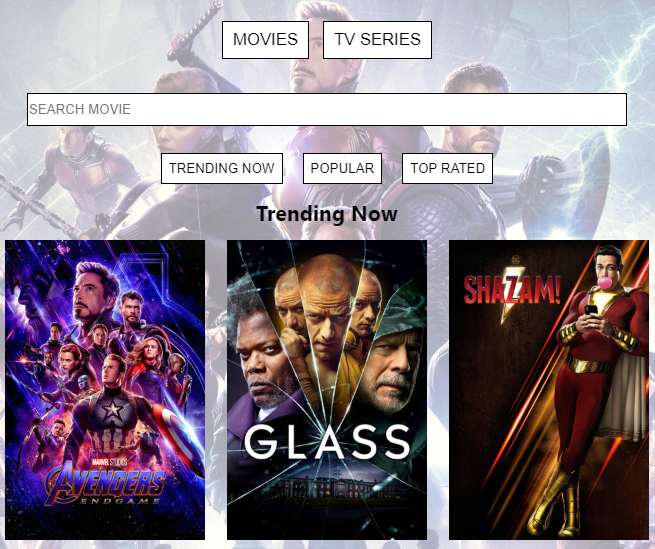 MOVIES TV SERIES
SEARCH MOVIE
TRENDING NOW POPULAR TOP RATED
Trending Now
SHAZAM!
GLASS
MARVEL STUDIOS
AVENGERS
ENDGAME